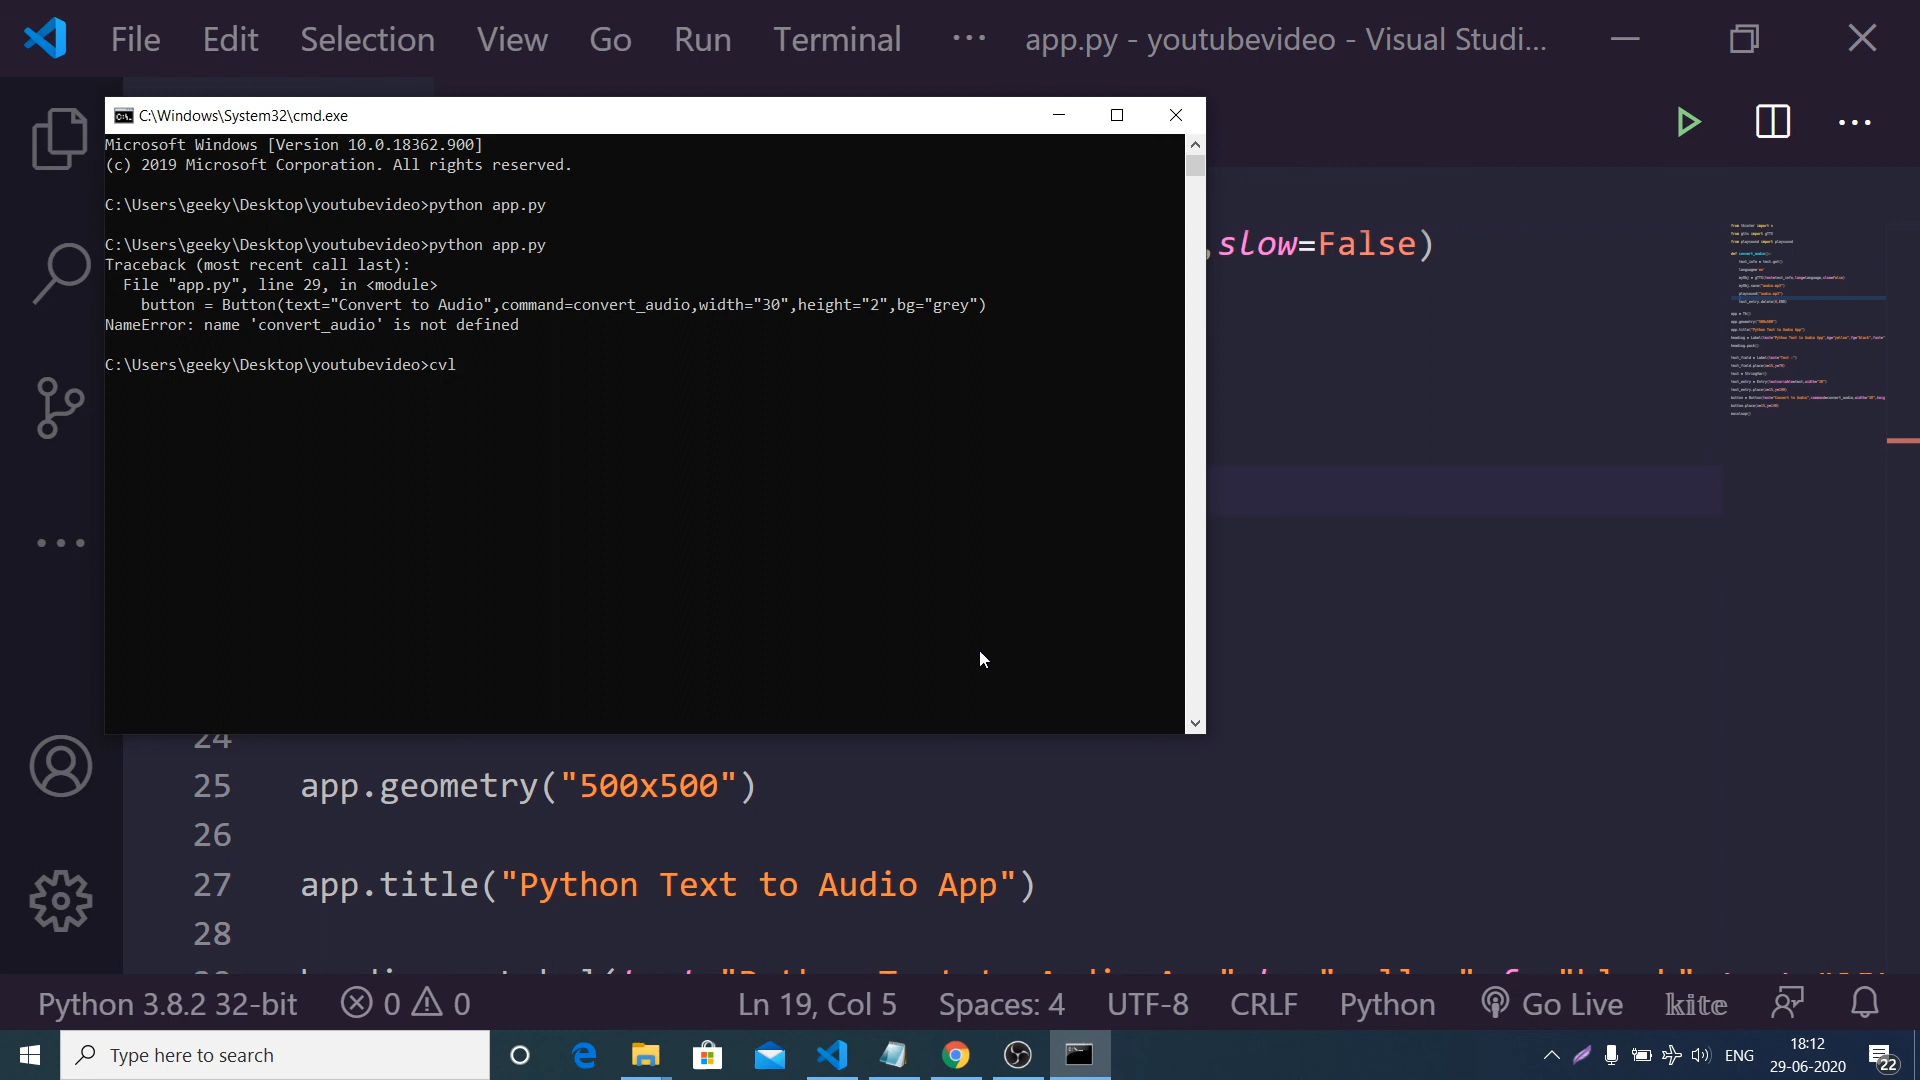 File Edit Selection View Go Run Terminal ··· app.py - youtubevideo - Visual Studi...
C:\Windows\System32\cmd.exe
Microsoft Windows [Version 10.0.18362.900]
(c) 2019 Microsoft Corporation. All rights reserved.
C:\Users\geeky\Desktop\youtubevideo>python app.py
C:\Users\geeky\Desktop\youtubevideo>python app.py
Traceback (most recent call last):
File "app.py", line 29, in <module>
button = Button(text="Convert to Audio",command=convert_audio,width="30",height="2",bg="grey")
NameError: name 'convert_audio' is not defined
C:\Users\geeky\Desktop\youtubevideo>cvl
,slow=False)
24
25 app.geometry("500x500")
26
27 app.title("Python Text to Audio App")
28
Python 3.8.2 32-bit 0 0 Ln 19, Col 5 Spaces: 4 UTF-8 CRLF Python Go Live kite
Type here to search
ENG
18:12
29-06-2020
22